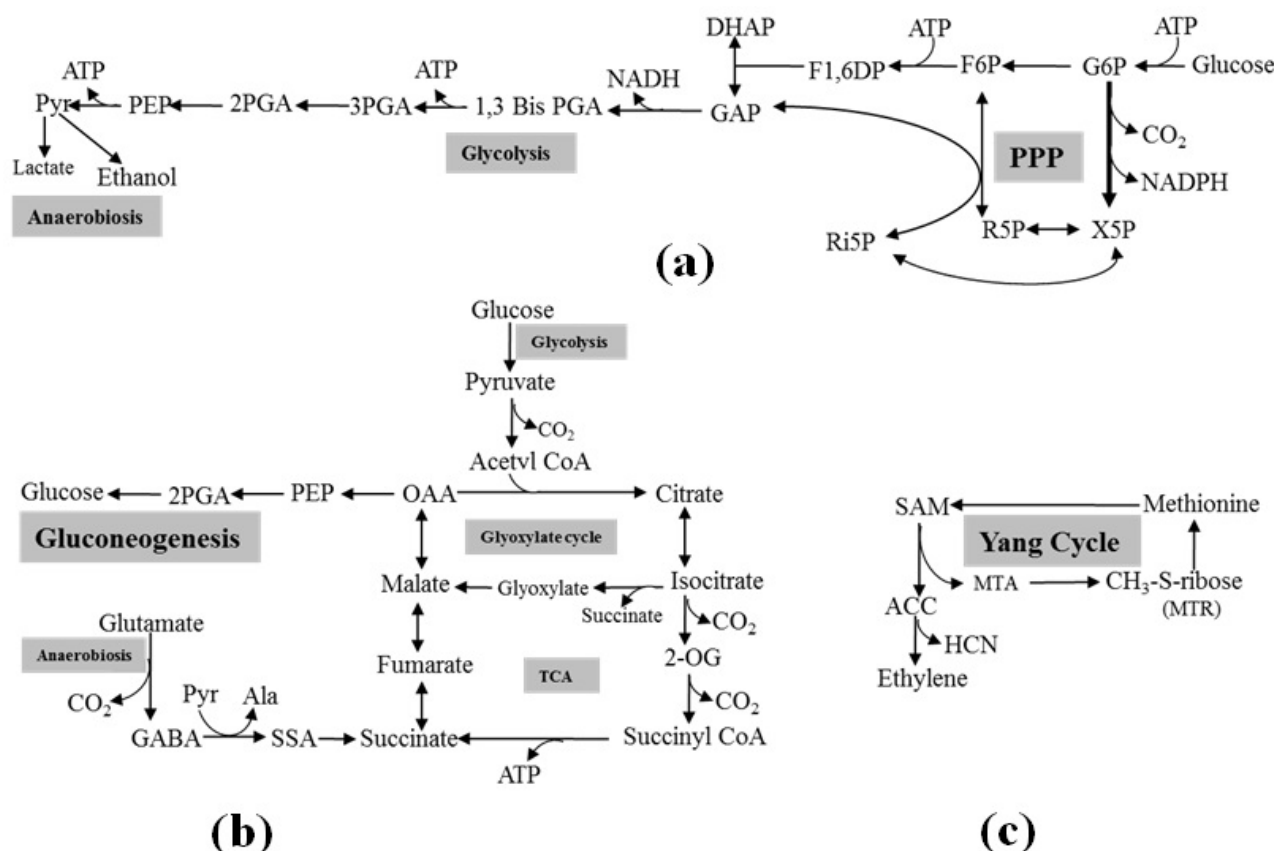 DHAP
ATP
ATP
F1,6DP
F6P
G6P
Glucose
ATP
ATP
NADH
Pyr
PEP
2PGA
3PGA
1,3 Bis PGA
GAP
CO2
Glycolysis
PPP
Lactate
Ethanol
NADPH
Anaerobiosis
Ri5P
R5P
X5P
(a)
Glucose
Glycolysis
Pyruvate
CO2
Acetvl CoA
Glucose
2PGA
PEP
OAA
Citrate
Gluconeogenesis
Glyoxylate cycle
Malate
Glyoxylate
Isocitrate
Succinate
CO2
Glutamate
Anaerobiosis
Fumarate
TCA
2-OG
CO2
Pyr
Ala
CO2
GABA
SSA
Succinate
Succinyl CoA
ATP
(b)
SAM
Methionine
Yang Cycle
MTA
CH3-S-ribose
(MTR)
ACC
HCN
Ethylene
(c)